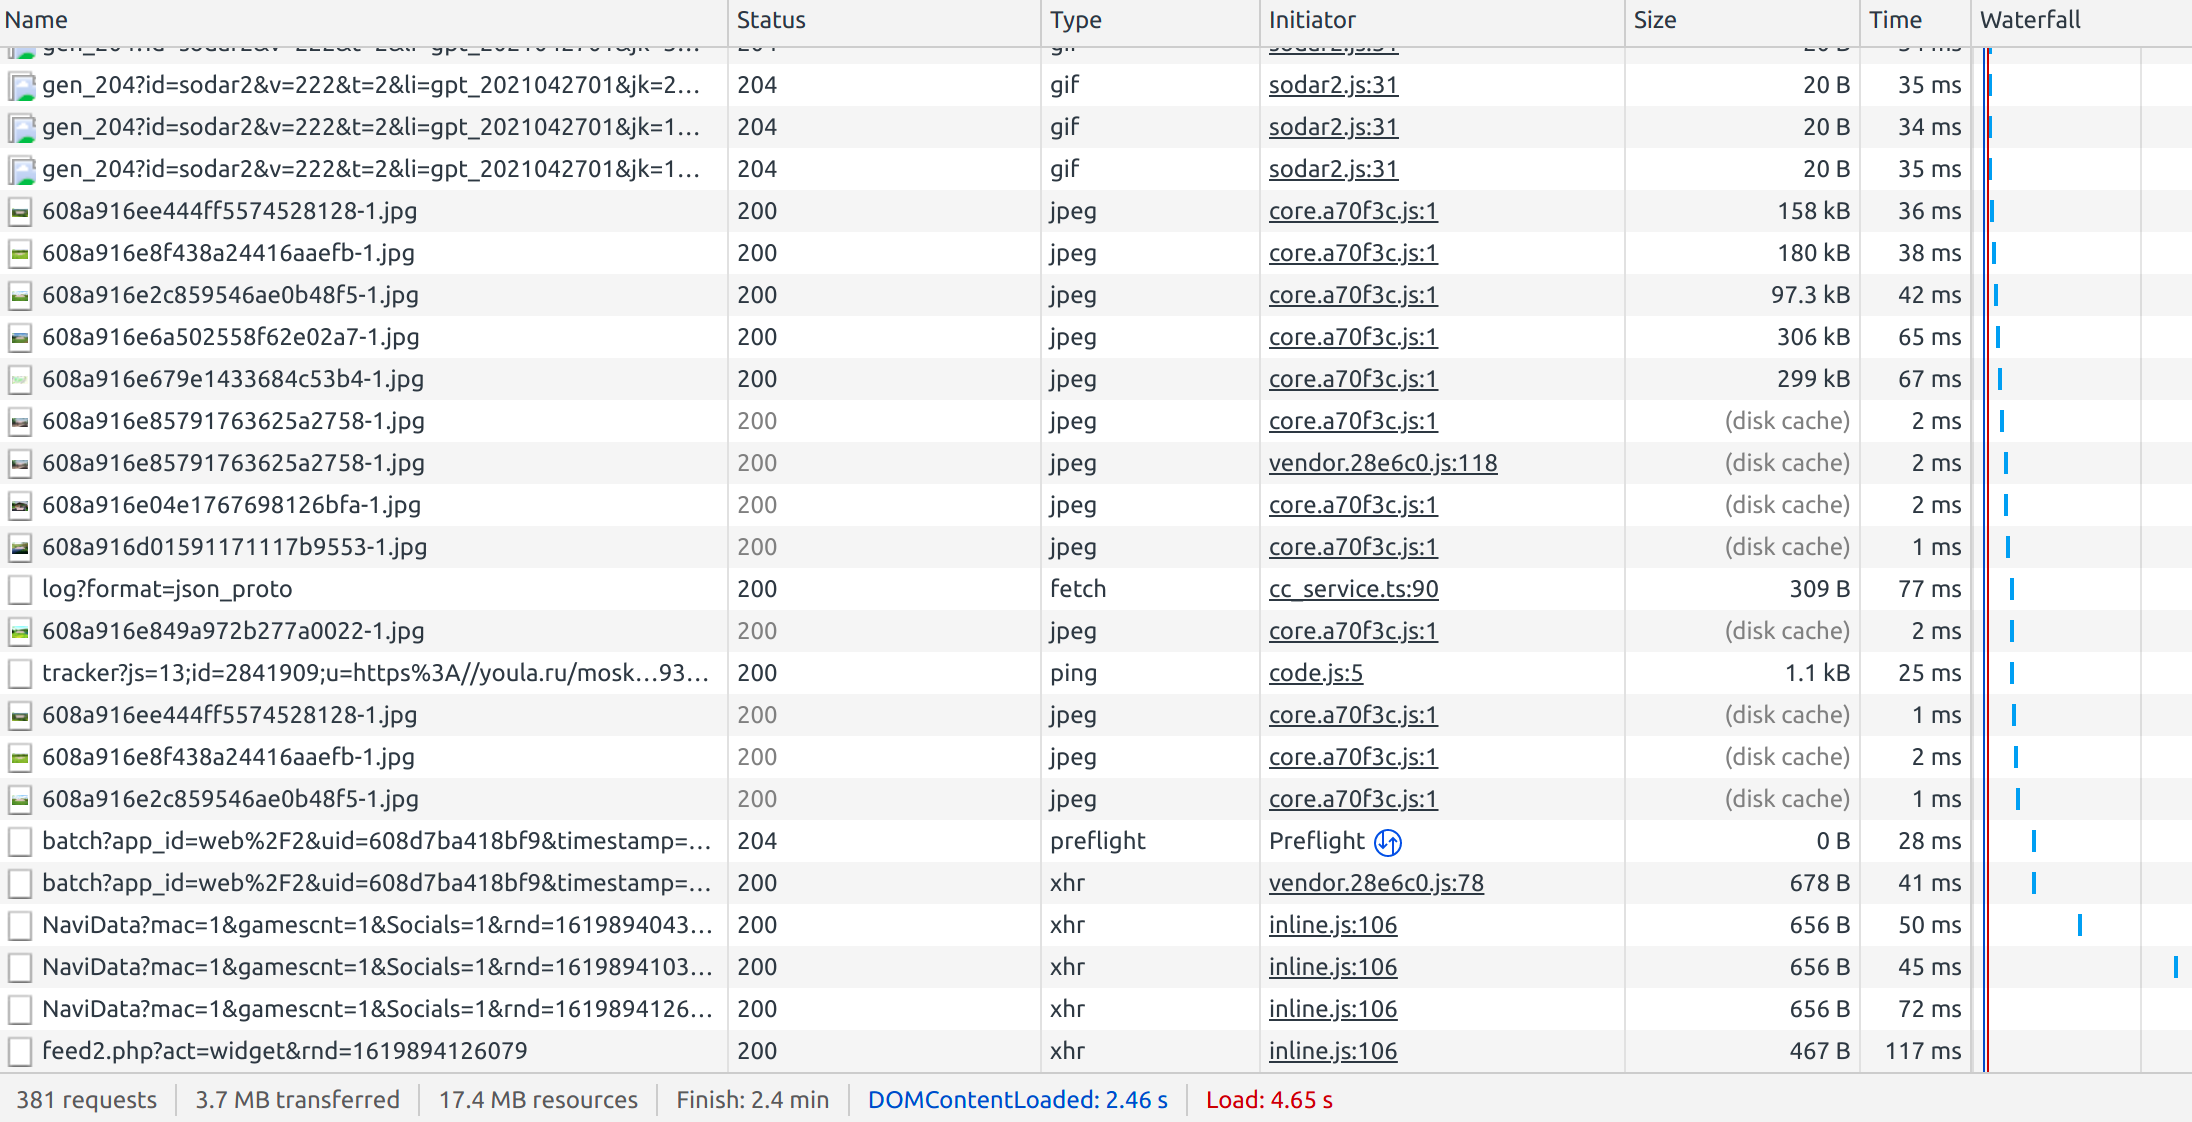 Name Status Type Initiator Size Time Waterfall
gen_204?id=sodar2&v=222&t=2&li=gpt_2021042701&jk=2... 204 gif sodar2.js:31 20 B 35 ms
gen_204?id=sodar2&v=222&t=2&li=gpt_2021042701&jk=1... 204 gif sodar2.js:31 20 B 34 ms
gen_204?id=sodar2&v=222&t=2&li=gpt_2021042701&jk=1... 204 gif sodar2.js:31 20 B 35 ms
608a916ee444ff5574528128-1.jpg 200 jpeg core.a70f3c.js:1 158 kB 36 ms
608a916e8f438a24416aaefb-1.jpg 200 jpeg core.a70f3c.js:1 180 kB 38 ms
608a916e2c859546ae0b48f5-1.jpg 200 jpeg core.a70f3c.js:1 97.3 kB 42 ms
608a916e6a502558f62e02a7-1.jpg 200 jpeg core.a70f3c.js:1 306 kB 65 ms
608a916e679e1433684c53b4-1.jpg 200 jpeg core.a70f3c.js:1 299 kB 67 ms
608a916e85791763625a2758-1.jpg 200 jpeg core.a70f3c.js:1 (disk cache) 2 ms
608a916e85791763625a2758-1.jpg 200 jpeg vendor.28e6c0.js:118 (disk cache) 2 ms
608a916e04e1767698126bfa-1.jpg 200 jpeg core.a70f3c.js:1 (disk cache) 2 ms
608a916d01591171117b9553-1.jpg 200 jpeg core.a70f3c.js:1 (disk cache) 1 ms
log?format=json_proto 200 fetch cc_service.ts:90 309 B 77 ms
608a916e849a972b277a0022-1.jpg 200 jpeg core.a70f3c.js:1 (disk cache) 2 ms
tracker?js=13;id=2841909;u=https%3A//youla.ru/mosk...93... 200 ping code.js:5 1.1 kB 25 ms
608a916ee444ff5574528128-1.jpg 200 jpeg core.a70f3c.js:1 (disk cache) 1 ms
608a916e8f438a24416aaefb-1.jpg 200 jpeg core.a70f3c.js:1 (disk cache) 2 ms
608a916e2c859546ae0b48f5-1.jpg 200 jpeg core.a70f3c.js:1 (disk cache) 1 ms
batch?app_id=web%2F2&uid=608d7ba418bf9&timestamp=... 204 preflight Preflight 0 B 28 ms
batch?app_id=web%2F2&uid=608d7ba418bf9&timestamp=... 200 xhr vendor.28e6c0.js:78 678 B 41 ms
NaviData?mac=1&gamescnt=1&Socials=1&rnd=1619894043... 200 xhr inline.js:106 656 B 50 ms
NaviData?mac=1&gamescnt=1&Socials=1&rnd=1619894103... 200 xhr inline.js:106 656 B 45 ms
NaviData?mac=1&gamescnt=1&Socials=1&rnd=1619894126... 200 xhr inline.js:106 656 B 72 ms
feed2.php?act=widget&rnd=1619894126079 200 xhr inline.js:106 467 B 117 ms
381 requests 3.7 MB transferred 17.4 MB resources Finish: 2.4 min DOMContentLoaded: 2.46 s Load: 4.65 s